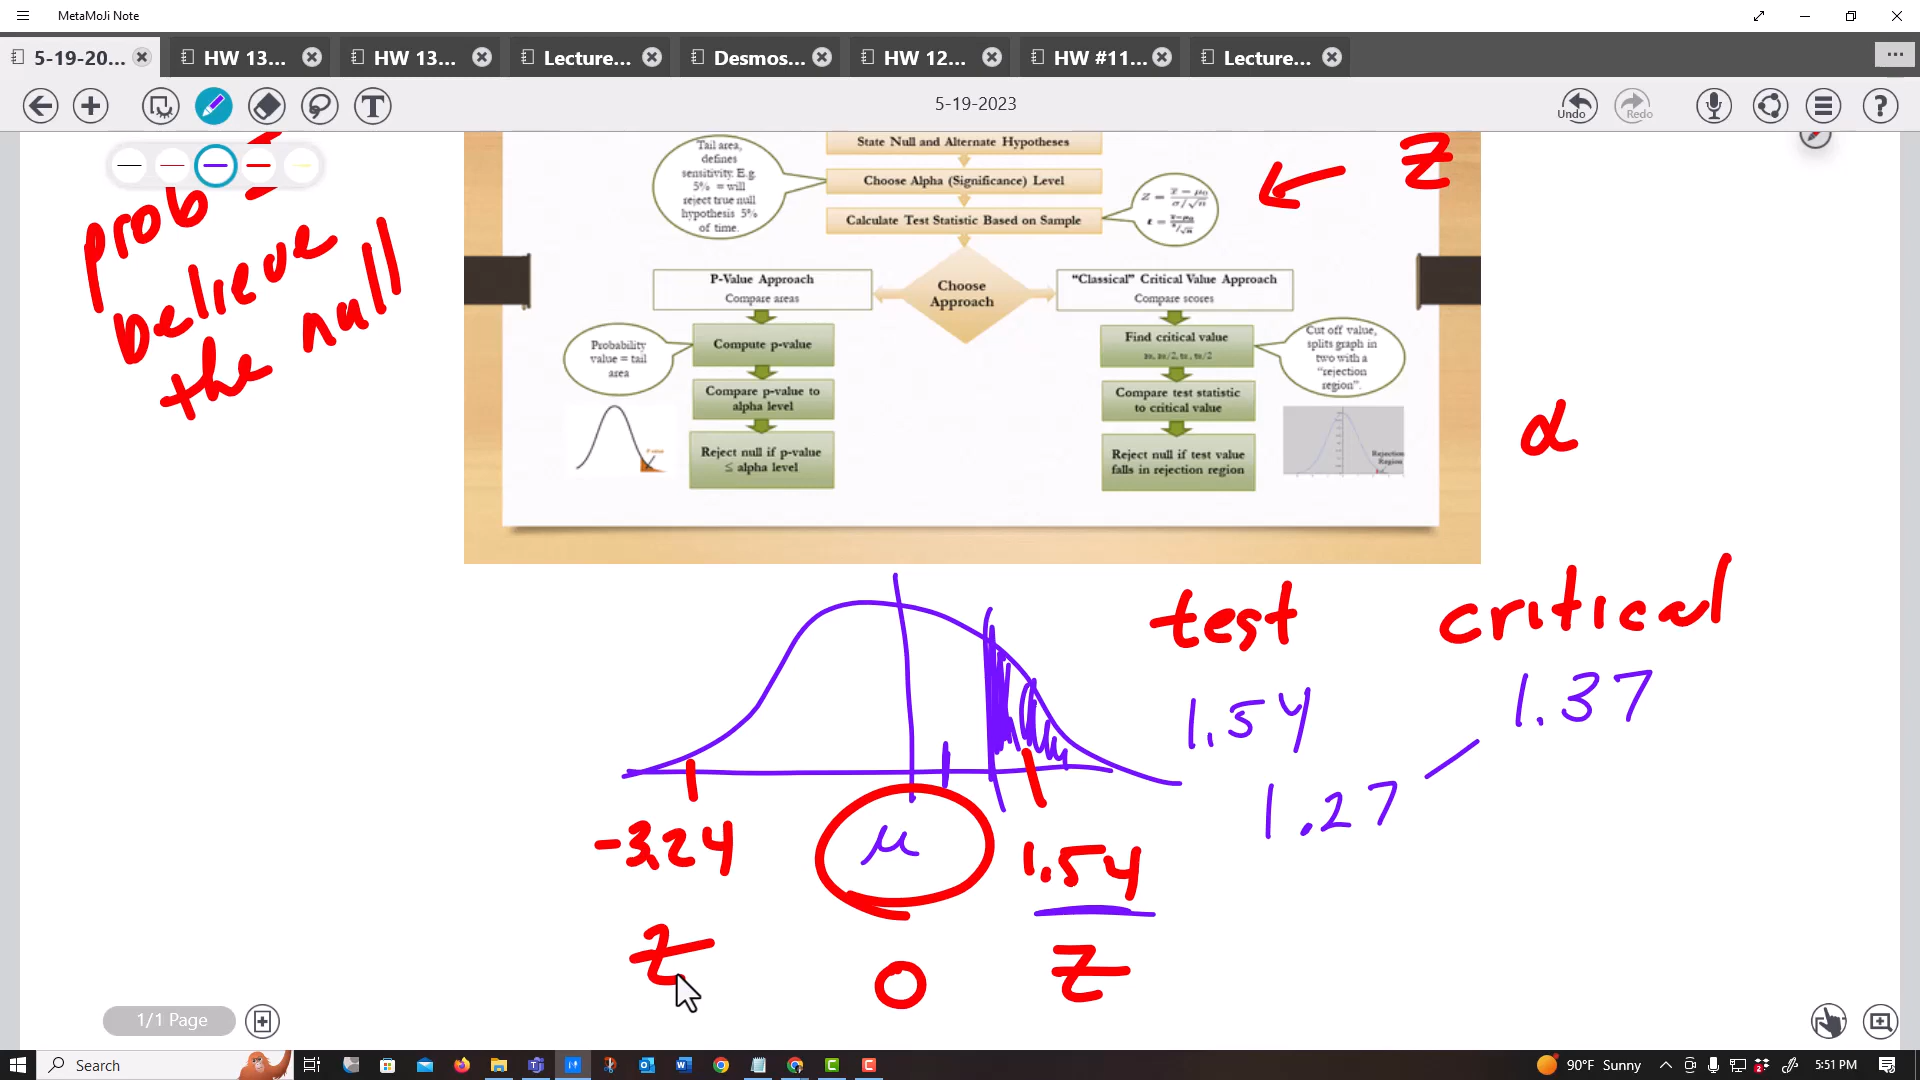 MetaMoJi Note
5-19-20...
HW 13...
HW 13...
Lecture...
Desmos...
HW 12...
HW #11...
Lecture...
5-19-2023
Undo
Redo
prob =
believe
the null
Tail area,
defines
sensitivity. E.g.
5% = will
reject true null
hypothesis 5%
of time.
State Null and Alternate Hypotheses
Choose Alpha (Significance) Level
Calculate Test Statistic Based on Sample
Z
P-Value Approach
Compare areas
Choose
Approach
"Classical" Critical Value Approach
Compare scores
Probability
value = tail
area
Compute p-value
Compare p-value to
alpha level
Reject null if p-value
≤ alpha level
Find critical value
Compare test statistic
to critical value
Reject null if test value
falls in rejection region
Cut off value,
splits graph in
two with a
"rejection
region".
Rejection
Region
α
test
critical
1.54
1.37
1.27
-3.24
μ
1.54
Z
0
Z
1/1 Page
Search
90°F Sunny
5:51 PM